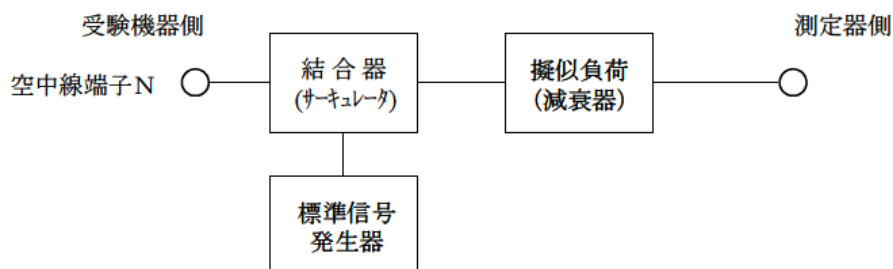 受験機器側
測定器側
空中線端子N
結合器
(サーキュレータ)
擬似負荷
(減衰器)
標準信号
発生器